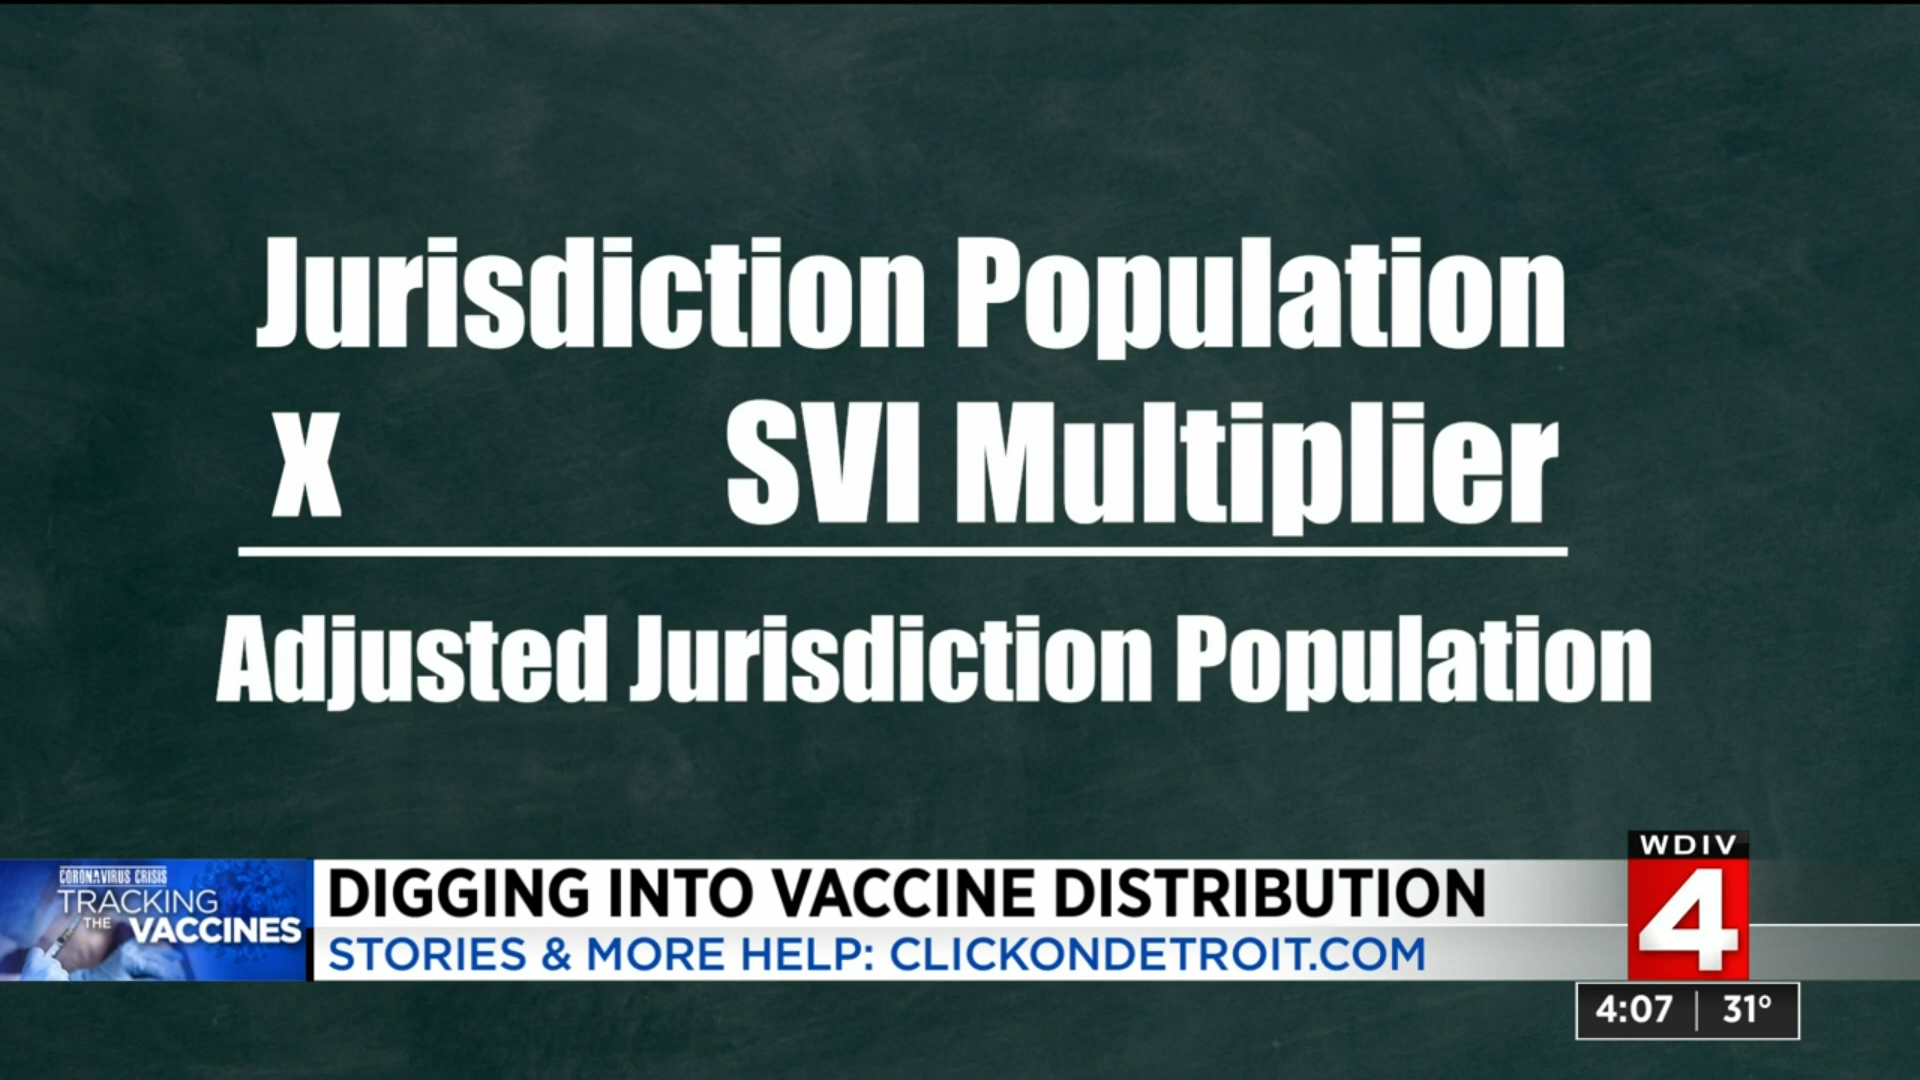 Jurisdiction Population
X SVI Multiplier
Adjusted Jurisdiction Population
CORONAVIRUS CRISIS
TRACKING
THE VACCINES
DIGGING INTO VACCINE DISTRIBUTION
STORIES & MORE HELP: CLICKONDETROIT.COM
WDIV
4
4:07 31°